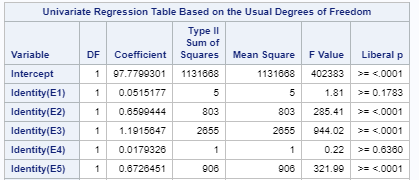 Univariate Regression Table Based on the Usual Degrees of Freedom
Variable DF Coefficient Type II Sum of Squares Mean Square F Value Liberal p
Intercept 1 97.7799301 1131668 1131668 402383 >= <.0001
Identity(E1) 1 0.0515177 5 5 1.81 >= 0.1783
Identity(E2) 1 0.6599444 803 803 285.41 >= <.0001
Identity(E3) 1 1.1915647 2655 2655 944.02 >= <.0001
Identity(E4) 1 0.0179326 1 1 0.22 >= 0.6360
Identity(E5) 1 0.6726451 906 906 321.99 >= <.0001